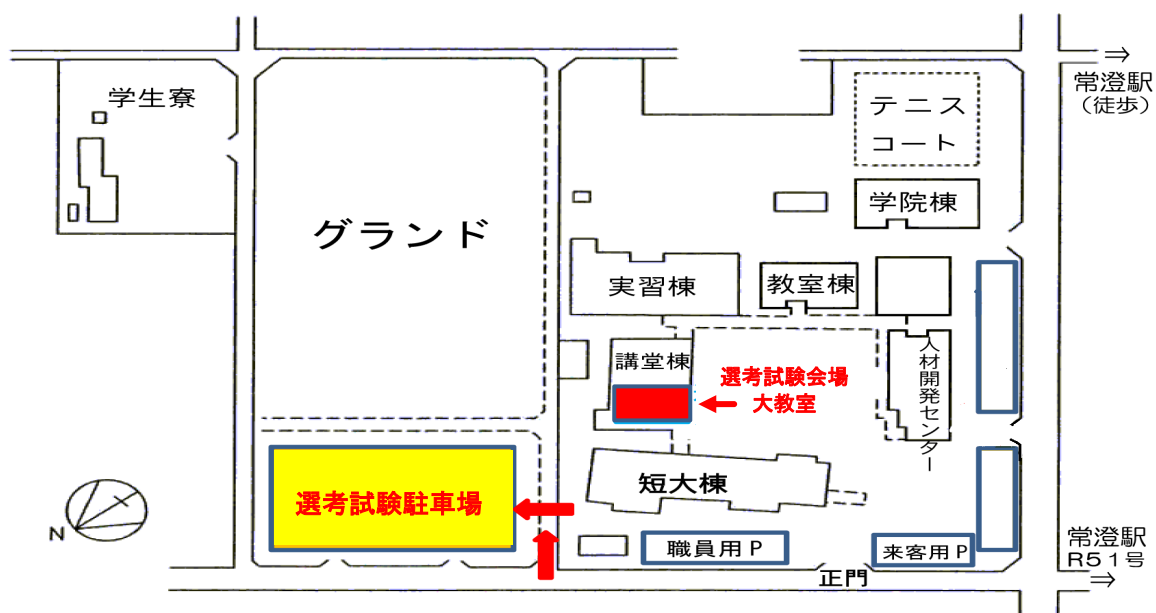 ⇒
常澄駅
（徒歩）
学生寮
テニス
コート
学院棟
グランド
実習棟
教室棟
講堂棟
人材開発センター
選考試験会場
大教室
短大棟
選考試験駐車場
N
職員用P
来客用P
正門
常澄駅
R51号
⇒